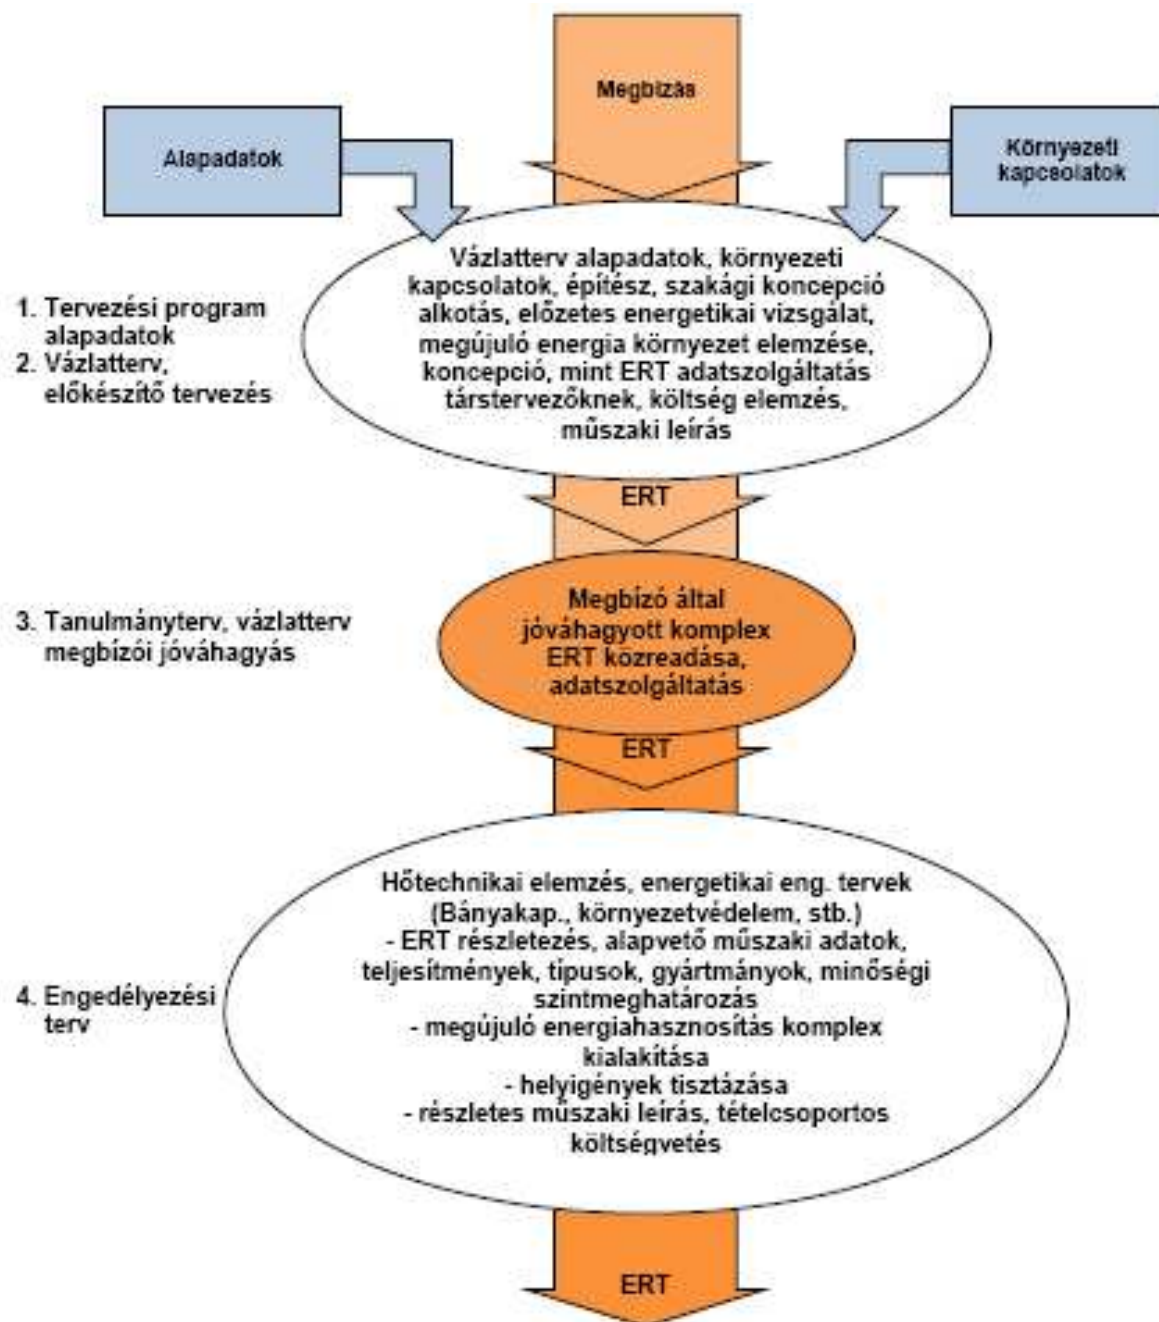 Megbízás
Alapadatok
Környezeti
kapcsolatok
Vázlatterv alapadatok, környezeti
kapcsolatok, építész, szakági koncepció
alkotás, előzetes energetikai vizsgálat,
megújuló energia környezet elemzése,
koncepció, mint ERT adatszolgáltatás
társtervezőknek, költség elemzés,
műszaki leírás
1. Tervezési program
alapadatok
2. Vázlatterv,
előkészítő tervezés
ERT
3. Tanulmányterv, vázlatterv
megbízói jóváhagyás
Megbízó által
jóváhagyott komplex
ERT közreadása,
adatszolgáltatás
ERT
4. Engedélyezési
terv
Hőtechnikai elemzés, energetikai eng. tervek
(Bányakap., környezetvédelem, stb.)
- ERT részletezés, alapvető műszaki adatok,
teljesítmények, típusok, gyártmányok, minőségi
szintmeghatározás
- megújuló energiahasznosítás komplex
kialakítása
- helyigények tisztázása
- részletes műszaki leírás, tételcsoportos
költségvetés
ERT